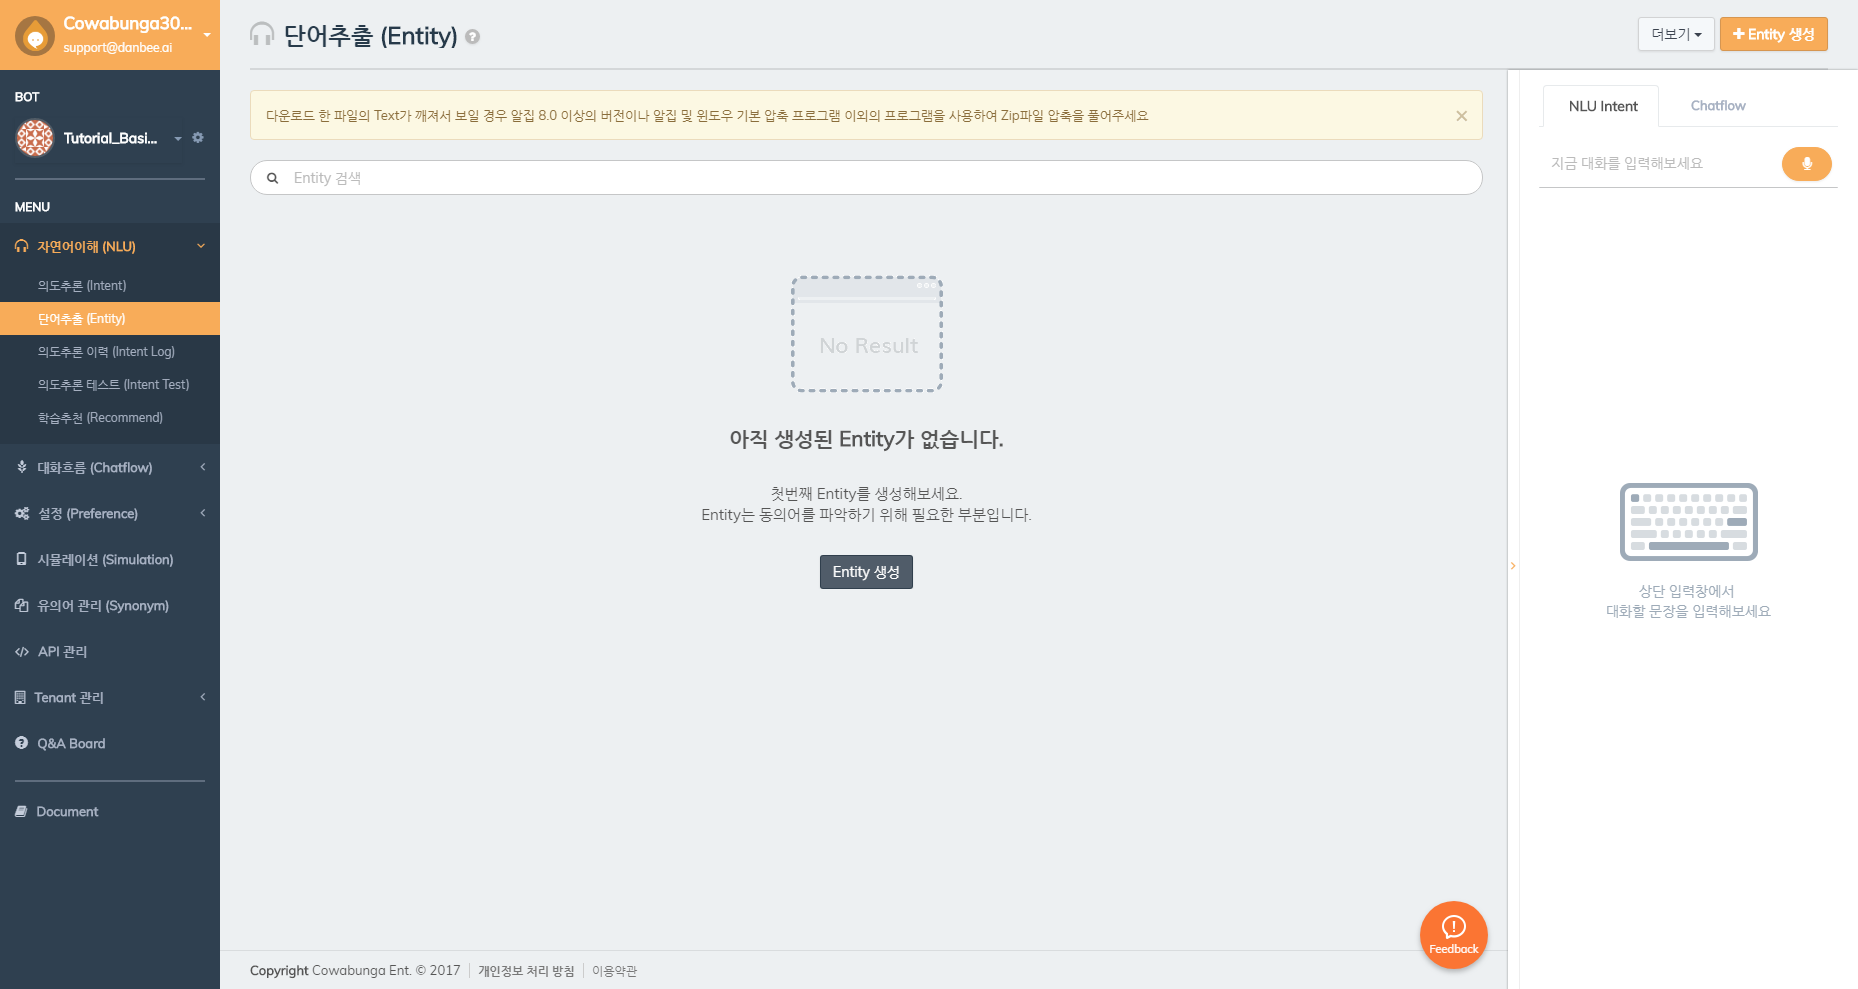 Cowabunga30...
support@danbee.ai
BOT
Tutorial_Basi...
MENU
자연어이해 (NLU)
의도추론 (Intent)
단어추출 (Entity)
의도추론 이력 (Intent Log)
의도추론 테스트 (Intent Test)
학습추천 (Recommend)
대화흐름 (Chatflow)
설정 (Preference)
시뮬레이션 (Simulation)
유의어 관리 (Synonym)
API 관리
Tenant 관리
Q&A Board
Document
단어추출 (Entity)
더보기
Entity 생성
다운로드 한 파일의 Text가 깨져서 보일 경우 알집 8.0 이상의 버전이나 알집 및 윈도우 기본 압축 프로그램 이외의 프로그램을 사용하여 Zip파일 압축을 풀어주세요
Entity 검색
No Result
아직 생성된 Entity가 없습니다.
첫번째 Entity를 생성해보세요.
Entity는 동의어를 파악하기 위해 필요한 부분입니다.
Entity 생성
NLU Intent
Chatflow
지금 대화를 입력해보세요
상단 입력창에서
대화할 문장을 입력해보세요
Feedback
Copyright Cowabunga Ent. © 2017 개인정보 처리 방침 이용약관